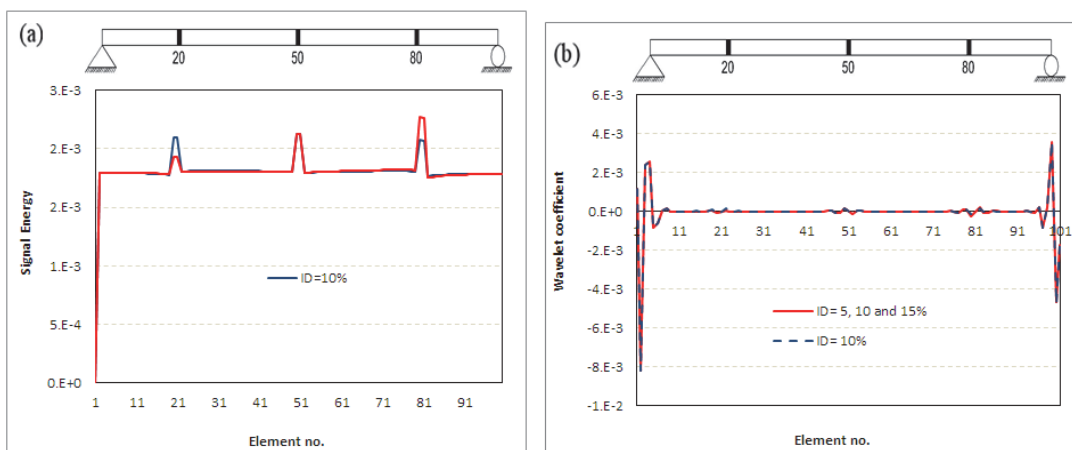 (a)
20 50 80
3.E-3
2.E-3
2.E-3
1.E-3
5.E-4
0.E+0
Signal Energy
ID=10%
1 11 21 31 41 51 61 71 81 91
Element no.
(b)
20 50 80
6.E-3
4.E-3
2.E-3
0.E+0
-2.E-3
-4.E-3
-6.E-3
-8.E-3
-1.E-2
Wavelet coefficient
1 11 21 31 41 51 61 71 81 91 101
ID= 5, 10 and 15%
ID= 10%
Element no.